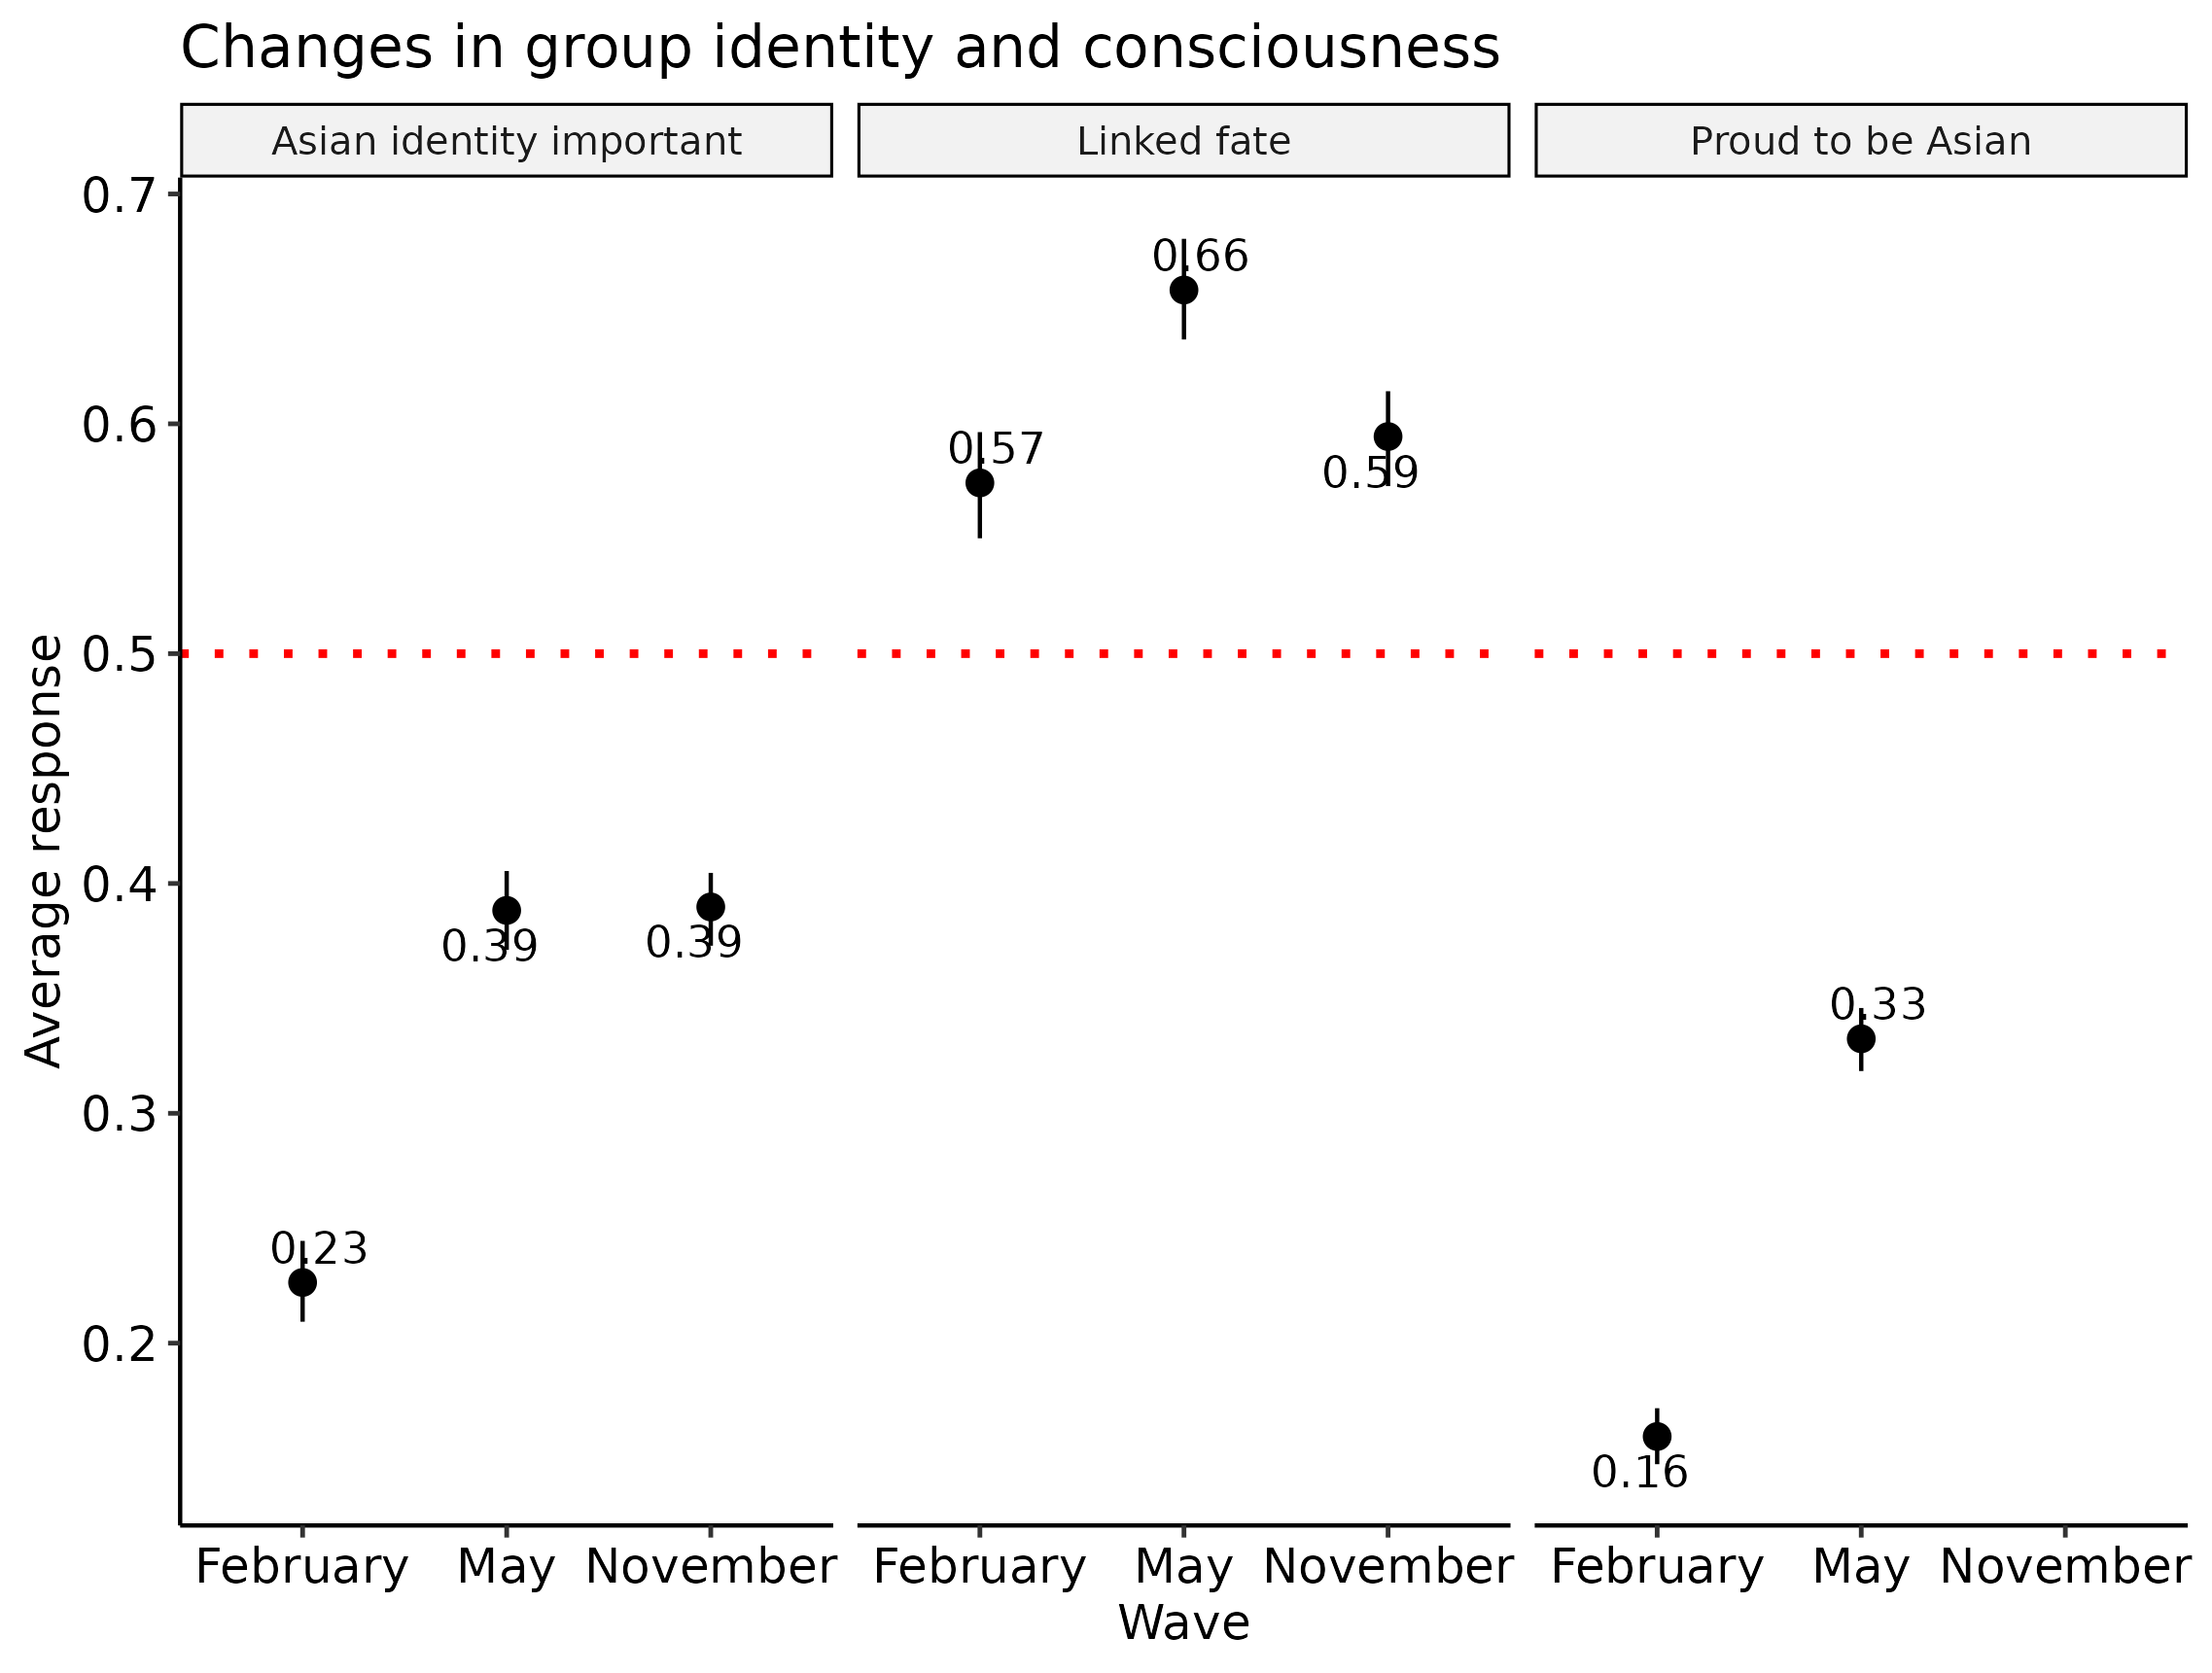 Changes in group identity and consciousness
Asian identity important
Linked fate
Proud to be Asian
Average response
0.7
0.6
0.5
0.4
0.3
0.2
0.23
0.39
0.39
0.57
0.66
0.59
0.16
0.33
February May November
February May November
February May November
Wave